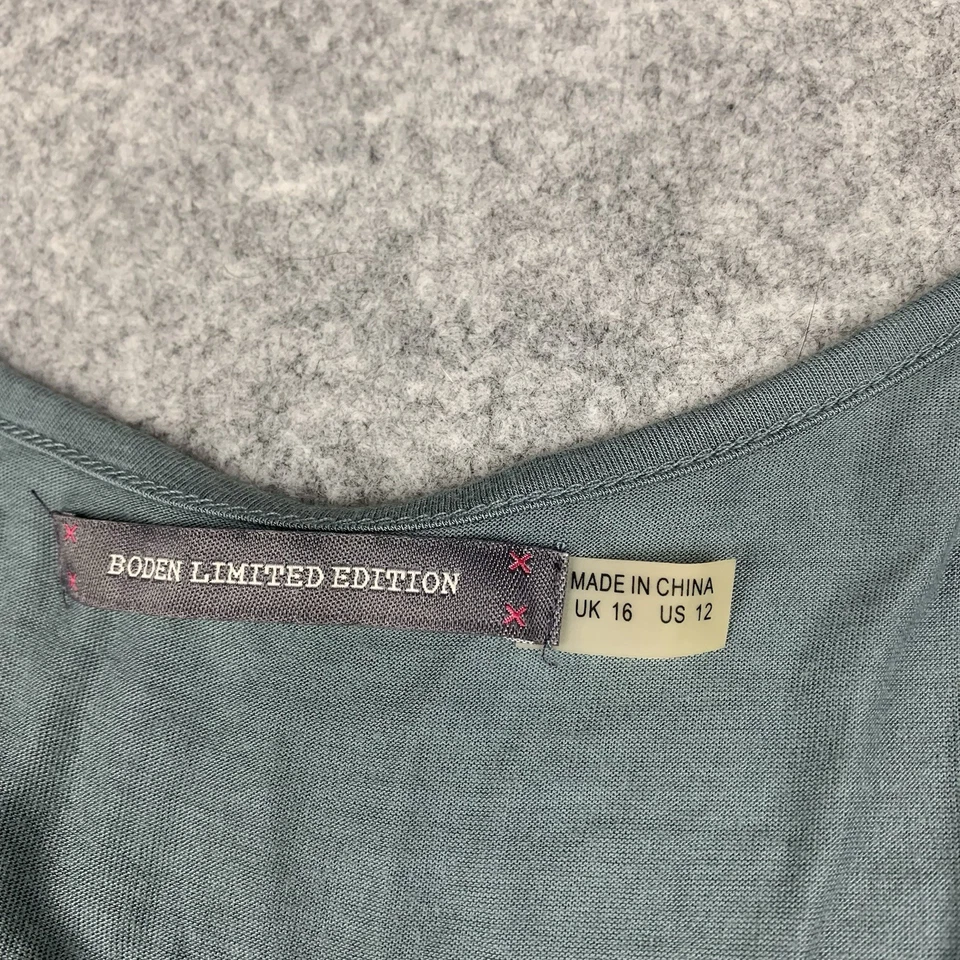 BODEN LIMITED EDITION
MADE IN CHINA
UK 16 US 12